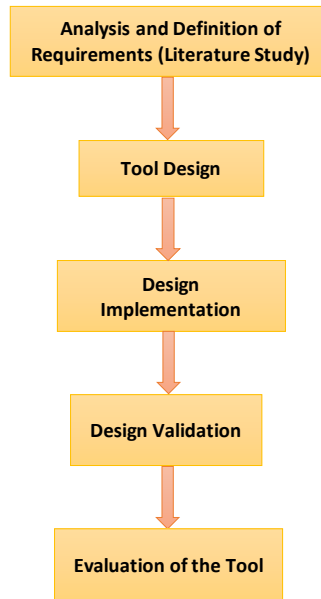 Analysis and Definition of
Requirements (Literature Study)
Tool Design
Design
Implementation
Design Validation
Evaluation of the Tool